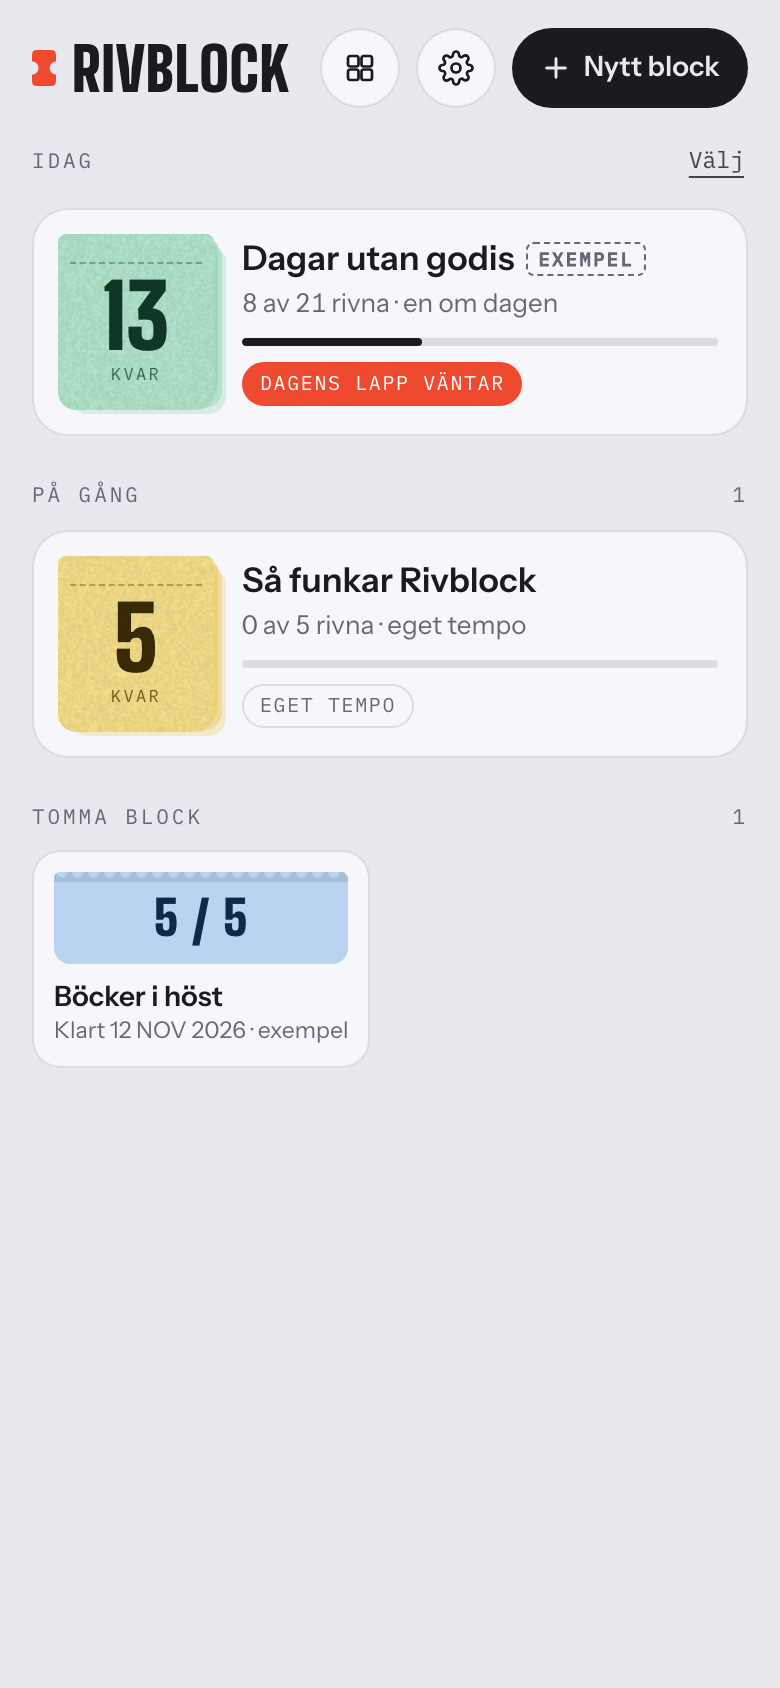 RIVBLOCK
Nytt block
IDAG
Välj
13
KVAR
Dagar utan godis EXEMPEL
8 av 21 rivna · en om dagen
DAGENS LAPP VÄNTAR
PÅ GÅNG 1
5
KVAR
Så funkar Rivblock
0 av 5 rivna · eget tempo
EGET TEMPO
TOMMA BLOCK 1
5 / 5
Böcker i höst
Klart 12 NOV 2026 · exempel